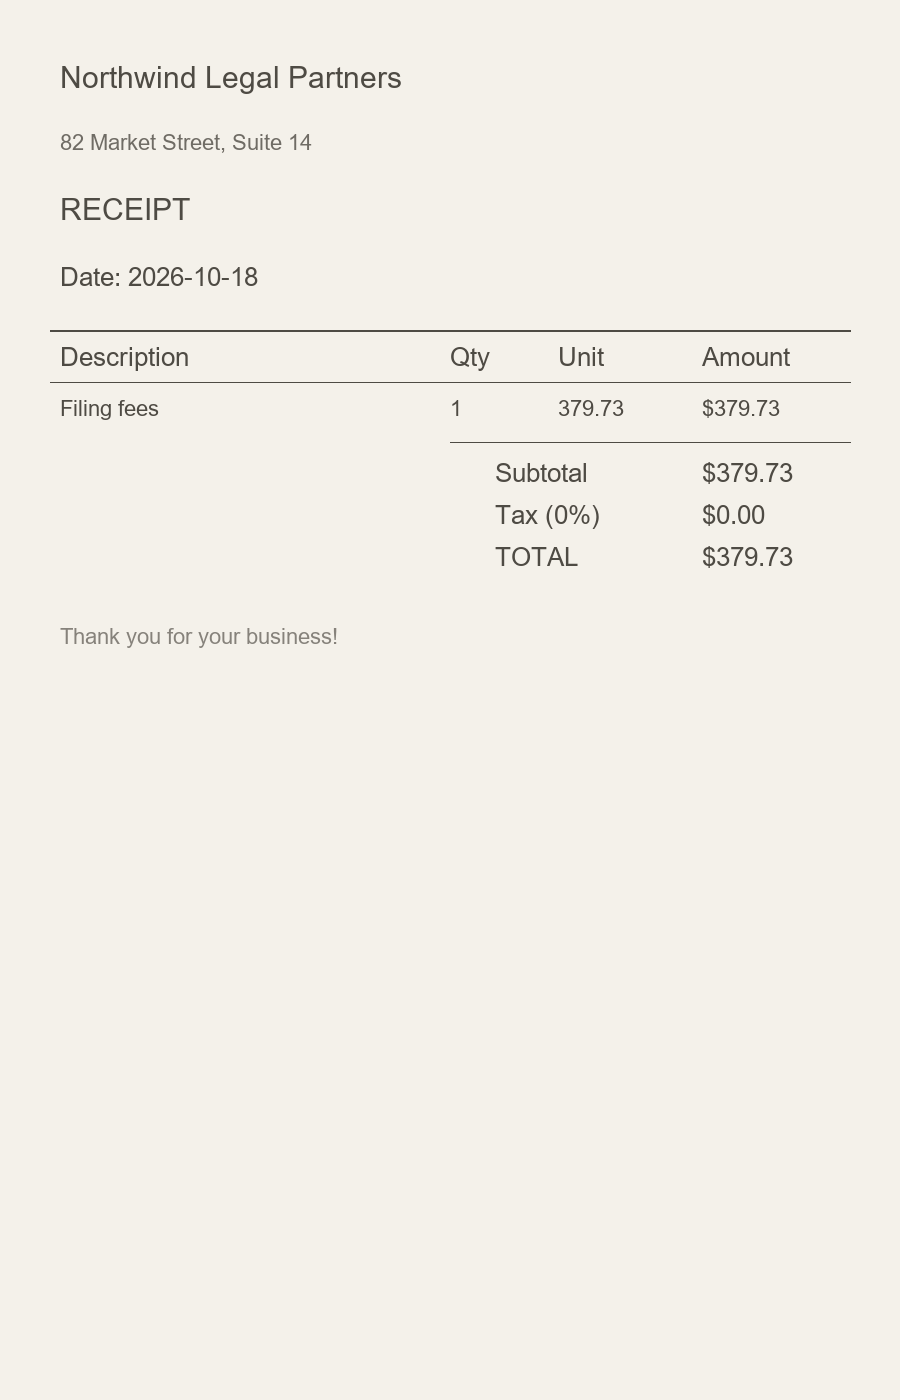 Northwind Legal Partners
82 Market Street, Suite 14
RECEIPT
Date: 2026-10-18
Description Qty Unit Amount
Filing fees 1 379.73 $379.73
Subtotal $379.73
Tax (0%) $0.00
TOTAL $379.73
Thank you for your business!